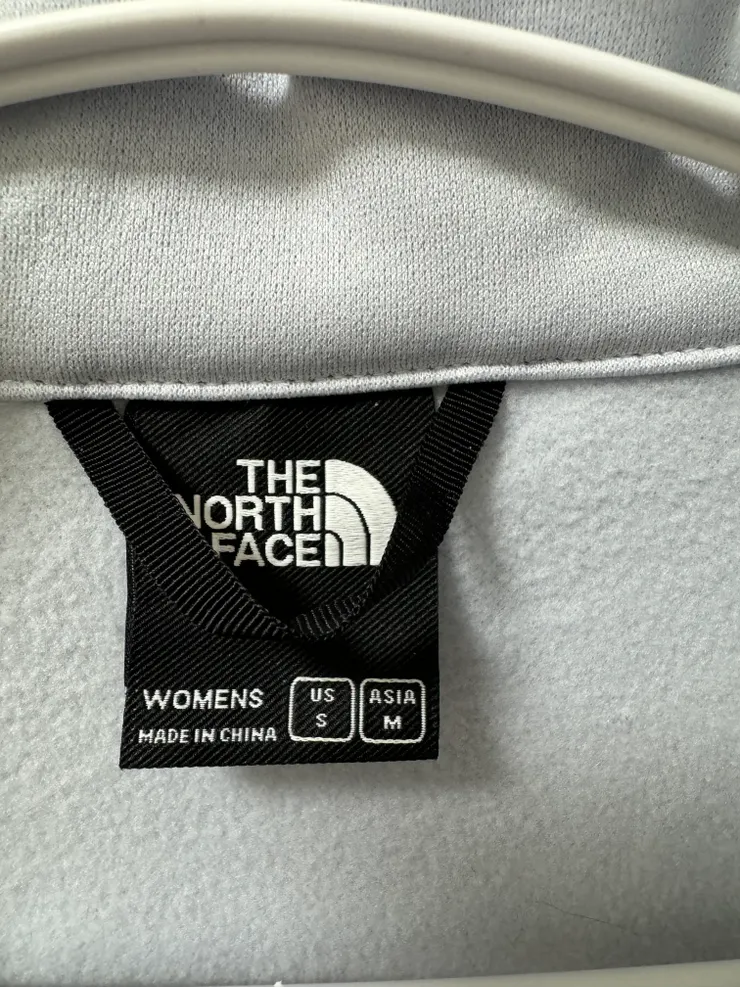 THE
NORTH
FACE
WOMENS
MADE IN CHINA
US
S
ASIA
M